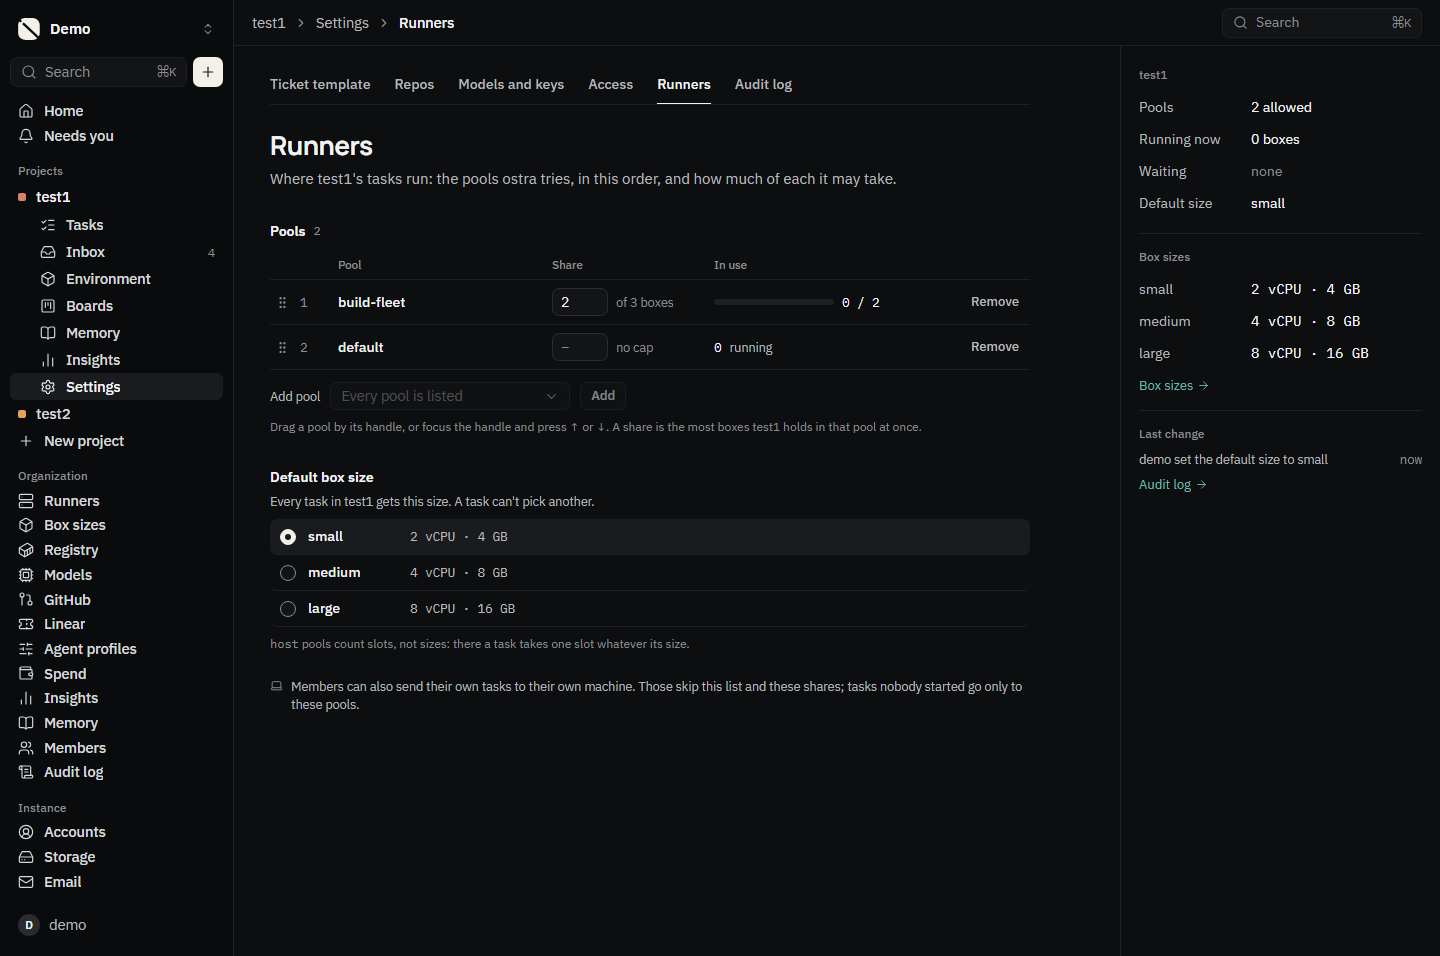 Demo
Search ⌘K
Home
Needs you
Projects
test1
Tasks
Inbox 4
Environment
Boards
Memory
Insights
Settings
test2
New project
Organization
Runners
Box sizes
Registry
Models
GitHub
Linear
Agent profiles
Spend
Insights
Memory
Members
Audit log
Instance
Accounts
Storage
Email
D demo
test1 > Settings > Runners
Search ⌘K
Ticket template Repos Models and keys Access Runners Audit log
Runners
Where test1's tasks run: the pools ostra tries, in this order, and how much of each it may take.
Pools 2
Pool Share In use
1 build-fleet 2 of 3 boxes 0 / 2 Remove
2 default – no cap 0 running Remove
Add pool Every pool is listed Add
Drag a pool by its handle, or focus the handle and press ↑ or ↓. A share is the most boxes test1 holds in that pool at once.
Default box size
Every task in test1 gets this size. A task can't pick another.
small 2 vCPU · 4 GB
medium 4 vCPU · 8 GB
large 8 vCPU · 16 GB
host pools count slots, not sizes: there a task takes one slot whatever its size.
Members can also send their own tasks to their own machine. Those skip this list and these shares; tasks nobody started go only to
these pools.
test1
Pools 2 allowed
Running now 0 boxes
Waiting none
Default size small
Box sizes
small 2 vCPU · 4 GB
medium 4 vCPU · 8 GB
large 8 vCPU · 16 GB
Box sizes →
Last change
demo set the default size to small now
Audit log →